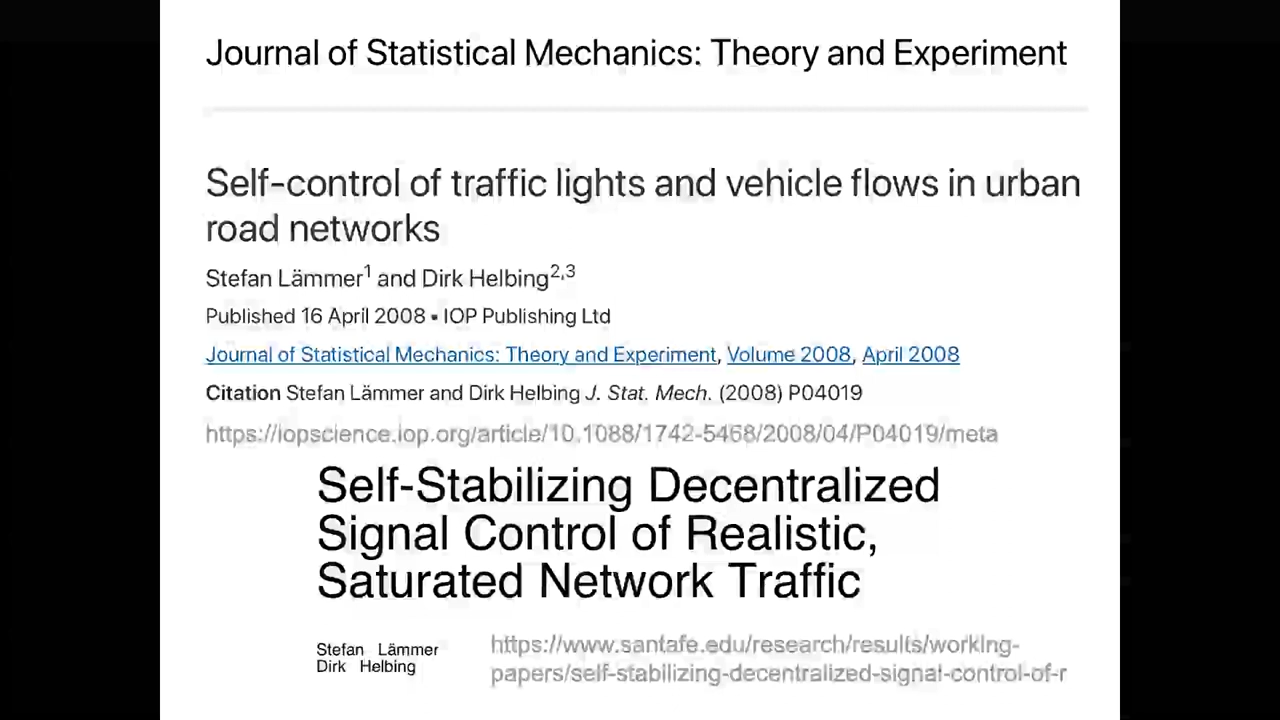 Journal of Statistical Mechanics: Theory and Experiment
Self-control of traffic lights and vehicle flows in urban
road networks
Stefan Lämmer1 and Dirk Helbing2,3
Published 16 April 2008 • IOP Publishing Ltd
Journal of Statistical Mechanics: Theory and Experiment, Volume 2008, April 2008
Citation Stefan Lämmer and Dirk Helbing J. Stat. Mech. (2008) P04019
https://iopscience.iop.org/article/10.1088/1742-5468/2008/04/P04019/meta
Self-Stabilizing Decentralized
Signal Control of Realistic,
Saturated Network Traffic
Stefan Lämmer
Dirk Helbing
https://www.santafe.edu/research/results/working-
papers/self-stabilizing-decentralized-signal-control-of-r